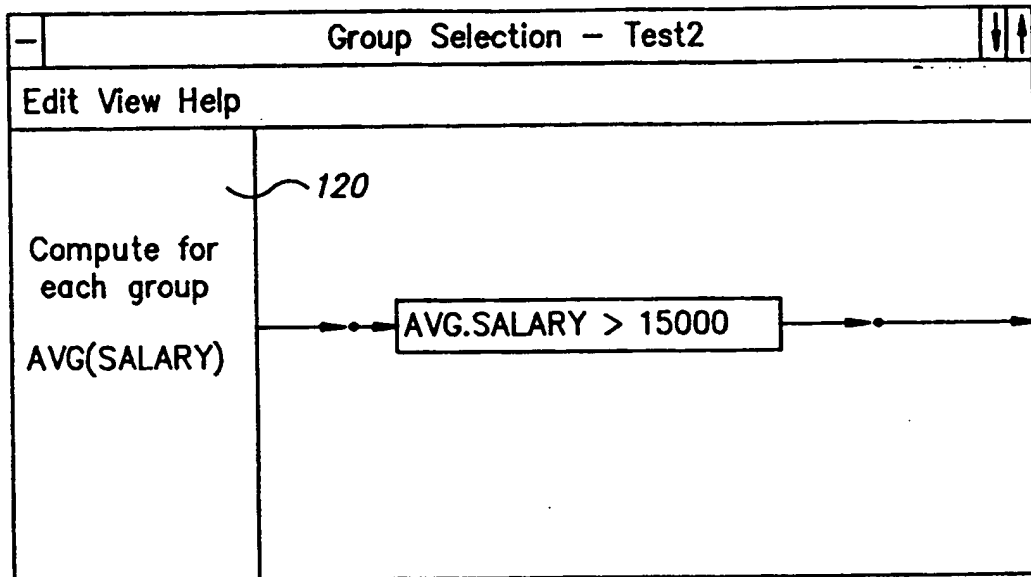 Group Selection - Test2
Edit View Help
120
Compute for
each group
AVG(SALARY)
AVG.SALARY > 15000